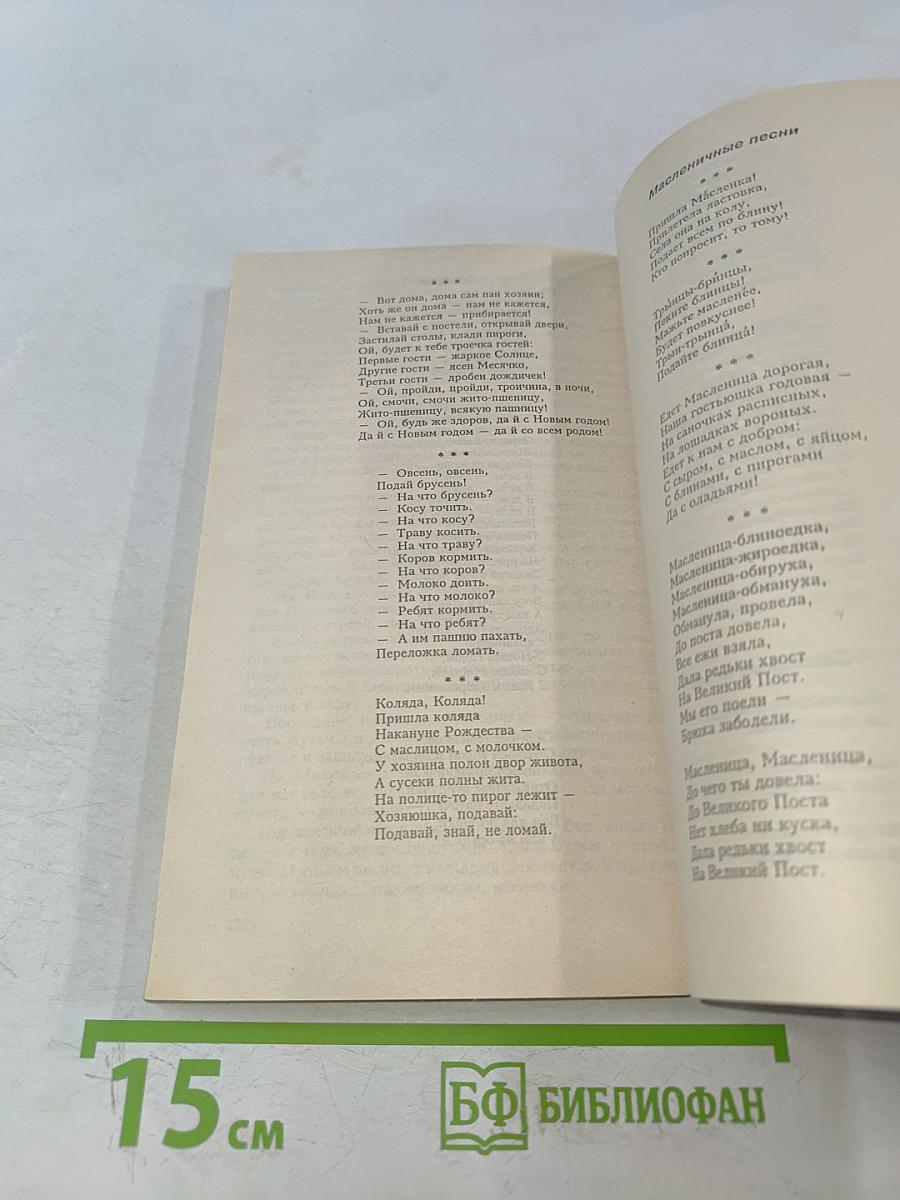 * * *
— Вот дома, дома сам пан хозяин;
Хоть же он дома — нам не кажется,
Нам не кажется — прибирается!
— Вставай с постели, открывай двери,
Застилай столы, клади пироги,
Ой, будет к тебе троечка гостей:
Первые гости — жаркое Солнце,
Другие гости — ясен Месячко,
Третьи гости — дробен дождичек!
— Ой, пройди, пройди, троичина, в ночи,
Ой, смочи, смочи жито-пшеницу,
Жито-пшеницу, всякую пашницу!
— Ой, будь же здоров, да й с Новым годом!
Да й с Новым годом — да й со всем родом!
* * *
— Овсень, овсень,
Подай брусень!
— На что брусень?
— Косу точить.
— На что косу?
— Траву косить.
— На что траву?
— Коров кормить.
— На что коров?
— Молоко доить.
— На что молоко?
— Ребят кормить.
— На что ребят?
— А им пашню пахать,
Переложка ломать.
* * *
Коляда, Коляда!
Пришла коляда
Накануне Рождества —
С маслицом, с молочком.
У хозяина полон двор живота,
А сусеки полны жита.
На полице-то пирог лежит —
Хозяюшка, подавай:
Подавай, знай, не ломай.
Масленичные песни
* * *
Пришла Ма́сленка!
Прилетела ластовка,
Села она на колу,
Подает всем по блину!
Кто попросит, то тому!
* * *
Тры́нцы-бри́нцы,
Пеките блинцы!
Мажьте маслене́е,
Будет повкуснее!
Трын-трынца́,
Подайте блинца́!
* * *
Едет Масленица дорогая,
Наша гостьюшка годовая —
На саночках расписных,
На лошадках вороных.
Едет к нам с добром:
С сыром, с маслом, с яйцом,
С блинами, с пирогами
Да с оладьями!
* * *
Масленица-блиноедка,
Масленица-жироедка,
Масленица-обируха,
Масленица-обмануха,
Обманула, провела,
До поста довела,
Все ежи взяла,
Дала редьки хвост
На Великий Пост.
Мы его поели —
Брюха заболели.
Масленица, Масленица,
До чего ты довела:
До Великого Поста
Нет хлеба ни куска,
Дала редьки хвост
На Великий Пост.
15 см
БФ БИБЛИОФАН